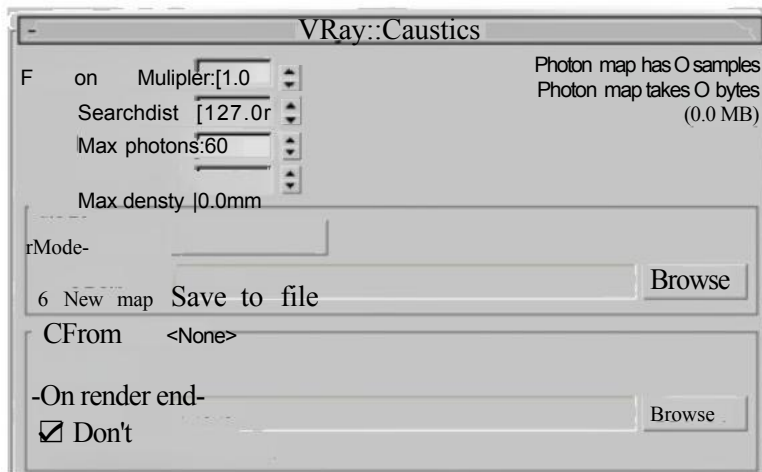 VRay::Caustics
F on Mulipler:[1.0
Searchdist [127.0r
Max photons:60
Max densty |0.0mm
Photon map has O samples
Photon map takes O bytes
(0.0 MB)
rMode-
6 New map Save to file
Browse
CFrom <None>
-On render end-
Don't
Browse